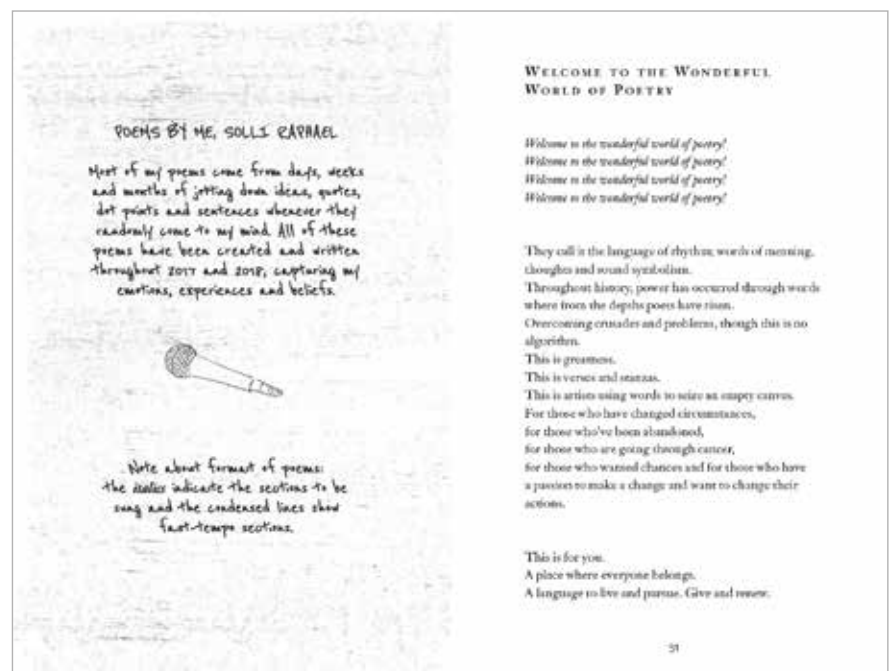 POEMS BY ME, SOLLI RAPHAEL
Most of my poems come from days, weeks
and months of jotting down ideas, quotes,
dot points and sentences whenever they
randomly come to my mind. All of these
poems have been created and written
throughout 2017 and 2018, capturing my
emotions, experiences and beliefs.
Note about format of poems:
the italics indicate the sections to be
sung and the condensed lines show
fast-tempo sections.
WELCOME TO THE WONDERFUL
WORLD OF POETRY
Welcome to the wonderful world of poetry!
Welcome to the wonderful world of poetry!
Welcome to the wonderful world of poetry!
Welcome to the wonderful world of poetry!
They call it the language of rhythm; words of meaning,
thoughts and sound symbolism.
Throughout history, power has occurred through words
where from the depths poets have risen.
Overcoming crusades and problems, though this is no
algorithm.
This is greatness.
This is verses and stanzas.
This is artists using words to seize an empty canvas.
For those who have changed circumstances,
for those who've been abandoned,
for those who are going through cancer,
for those who wanted chances and for those who have
a passion to make a change and want to change their
actions.
This is for you.
A place where everyone belongs.
A language to live and pursue. Give and renew.
31